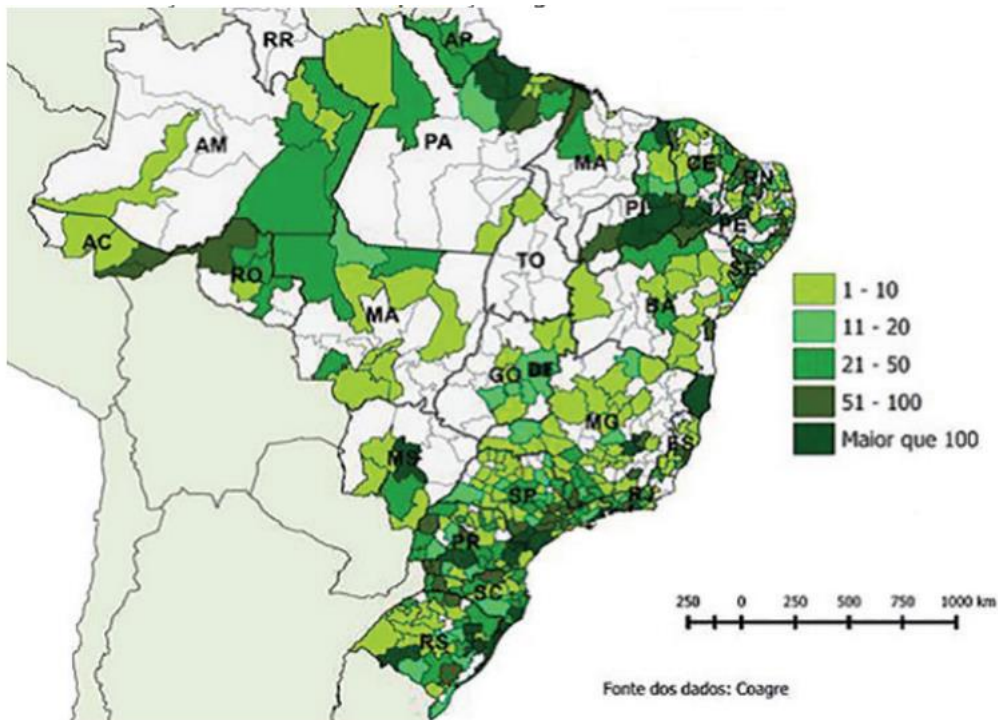 RR
AP
AM
PA
MA
CE
RN
PI
PE
AC
RO
TO
SE
BA
MA
GO
DF
MG
ES
MS
SP
RJ
PR
SC
RS
1 - 10
11 - 20
21 - 50
51 - 100
Maior que 100
250 0 250 500 750 1000 km
Fonte dos dados: Coagre